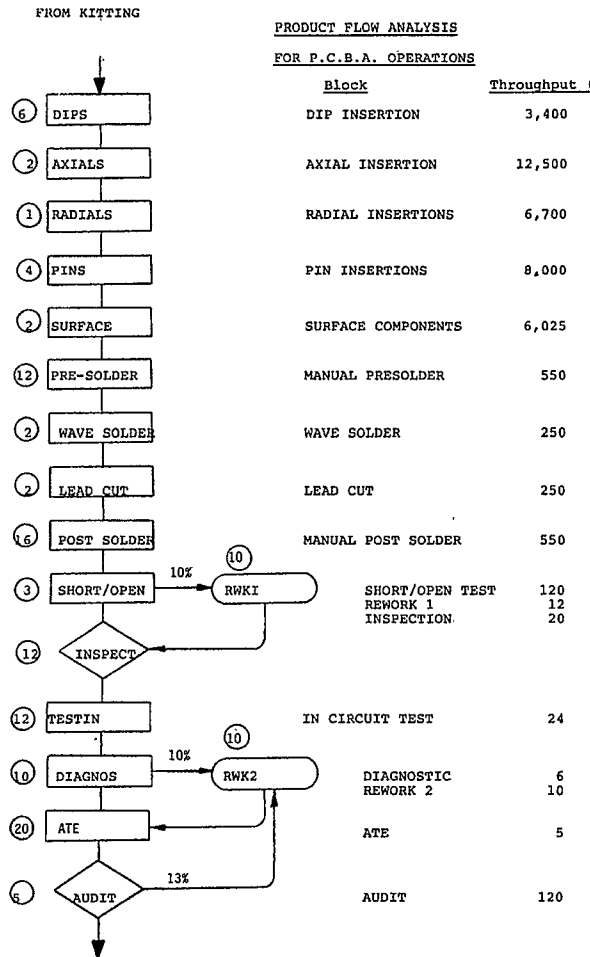 FROM KITTING
PRODUCT FLOW ANALYSIS
FOR P.C.B.A. OPERATIONS
Block Throughput (
6 DIPS DIP INSERTION 3,400
2 AXIALS AXIAL INSERTION 12,500
1 RADIALS RADIAL INSERTIONS 6,700
4 PINS PIN INSERTIONS 8,000
2 SURFACE SURFACE COMPONENTS 6,025
12 PRE-SOLDER MANUAL PRESOLDER 550
2 WAVE SOLDER WAVE SOLDER 250
2 LEAD CUT LEAD CUT 250
16 POST SOLDER MANUAL POST SOLDER 550
10
3 SHORT/OPEN 10% RWK1 SHORT/OPEN TEST 120
REWORK 1 12
INSPECTION 20
12 INSPECT
12 TESTIN IN CIRCUIT TEST 24
10
10 DIAGNOS 10% RWK2 DIAGNOSTIC 6
REWORK 2 10
20 ATE ATE 5
13%
5 AUDIT AUDIT 120